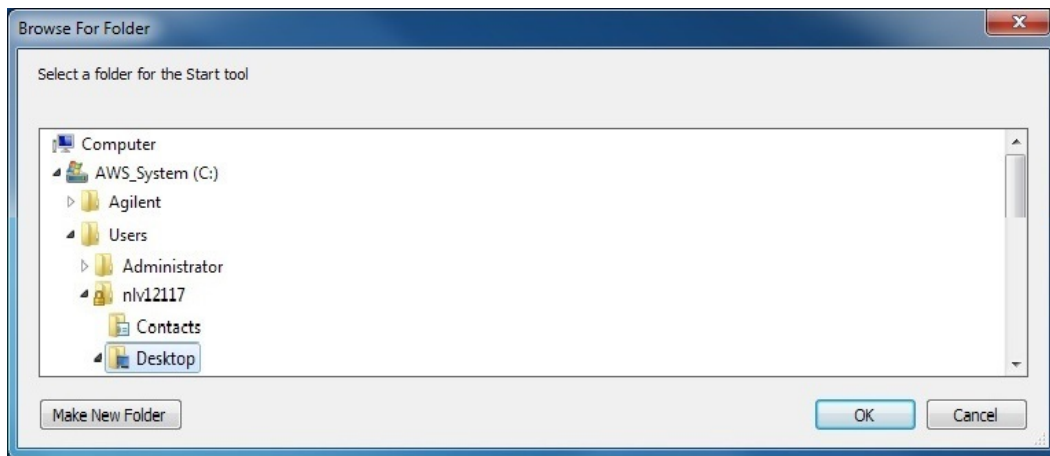 Browse For Folder
Select a folder for the Start tool
Computer
AWS_System (C:)
Agilent
Users
Administrator
nlv12117
Contacts
Desktop
Make New Folder
OK
Cancel